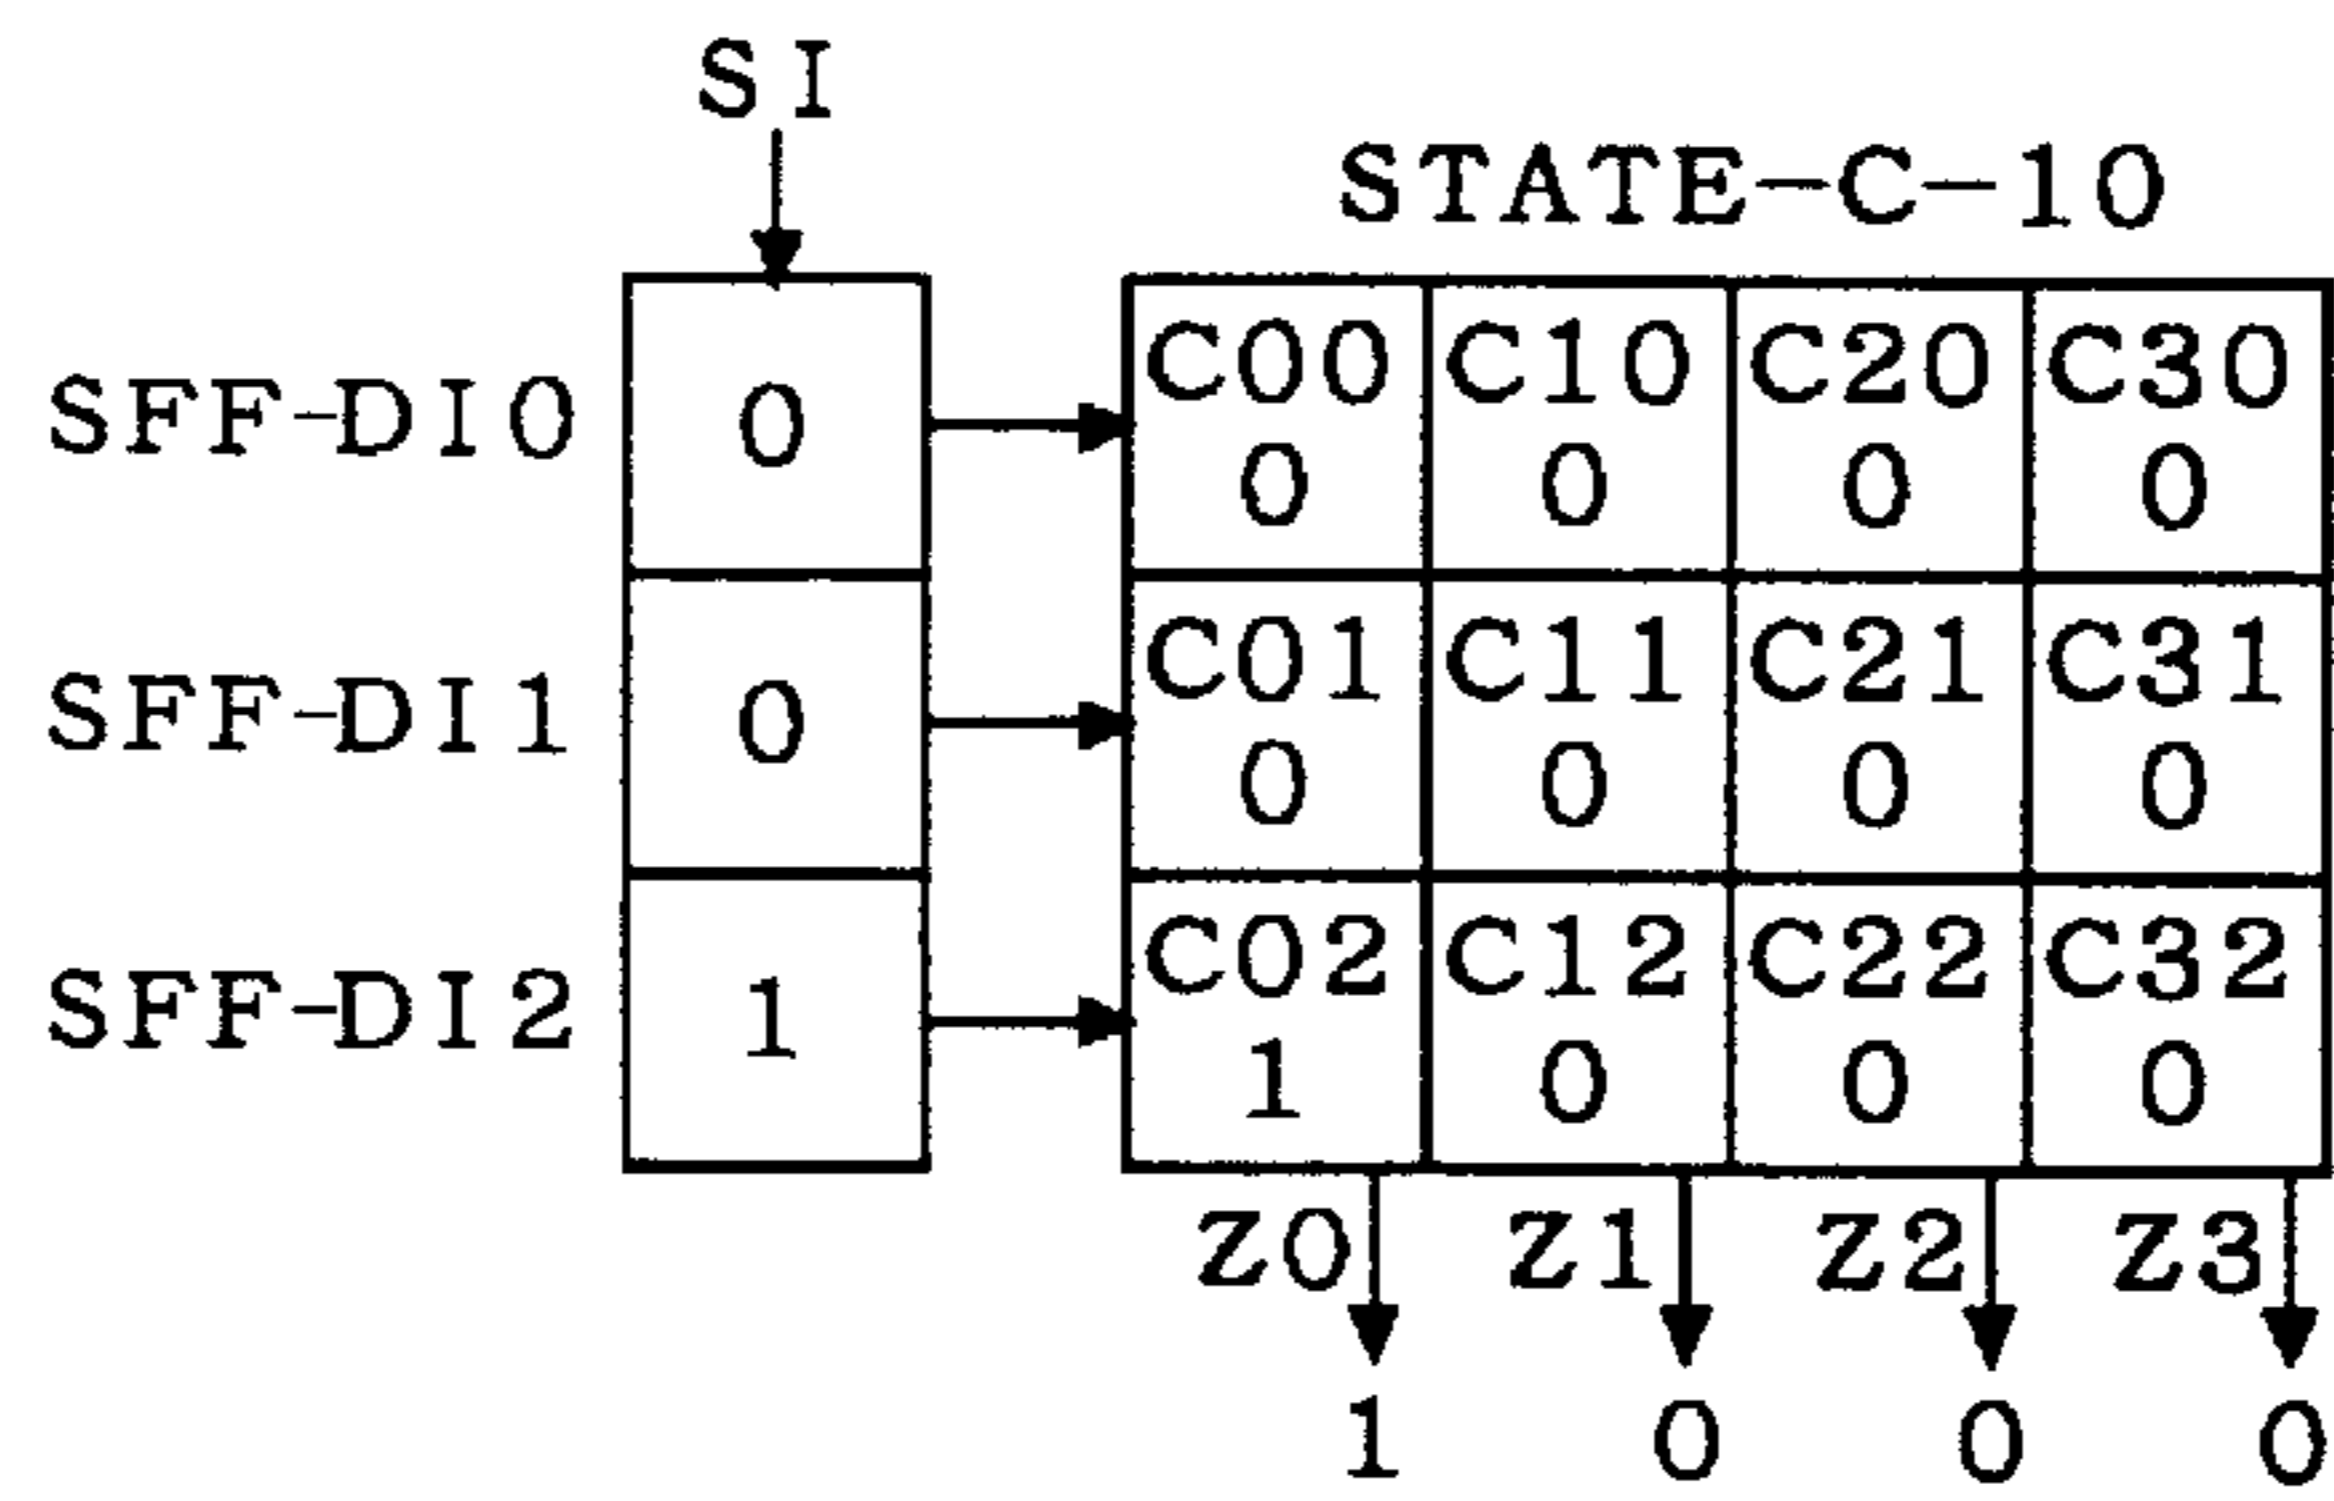 SI
STATE-C-10
SFF-DI0 0 C00 C10 C20 C30
0 0 0 0
SFF-DI1 0 C01 C11 C21 C31
0 0 0 0
SFF-DI2 1 C02 C12 C22 C32
1 0 0 0
Z0 Z1 Z2 Z3
1 0 0 0